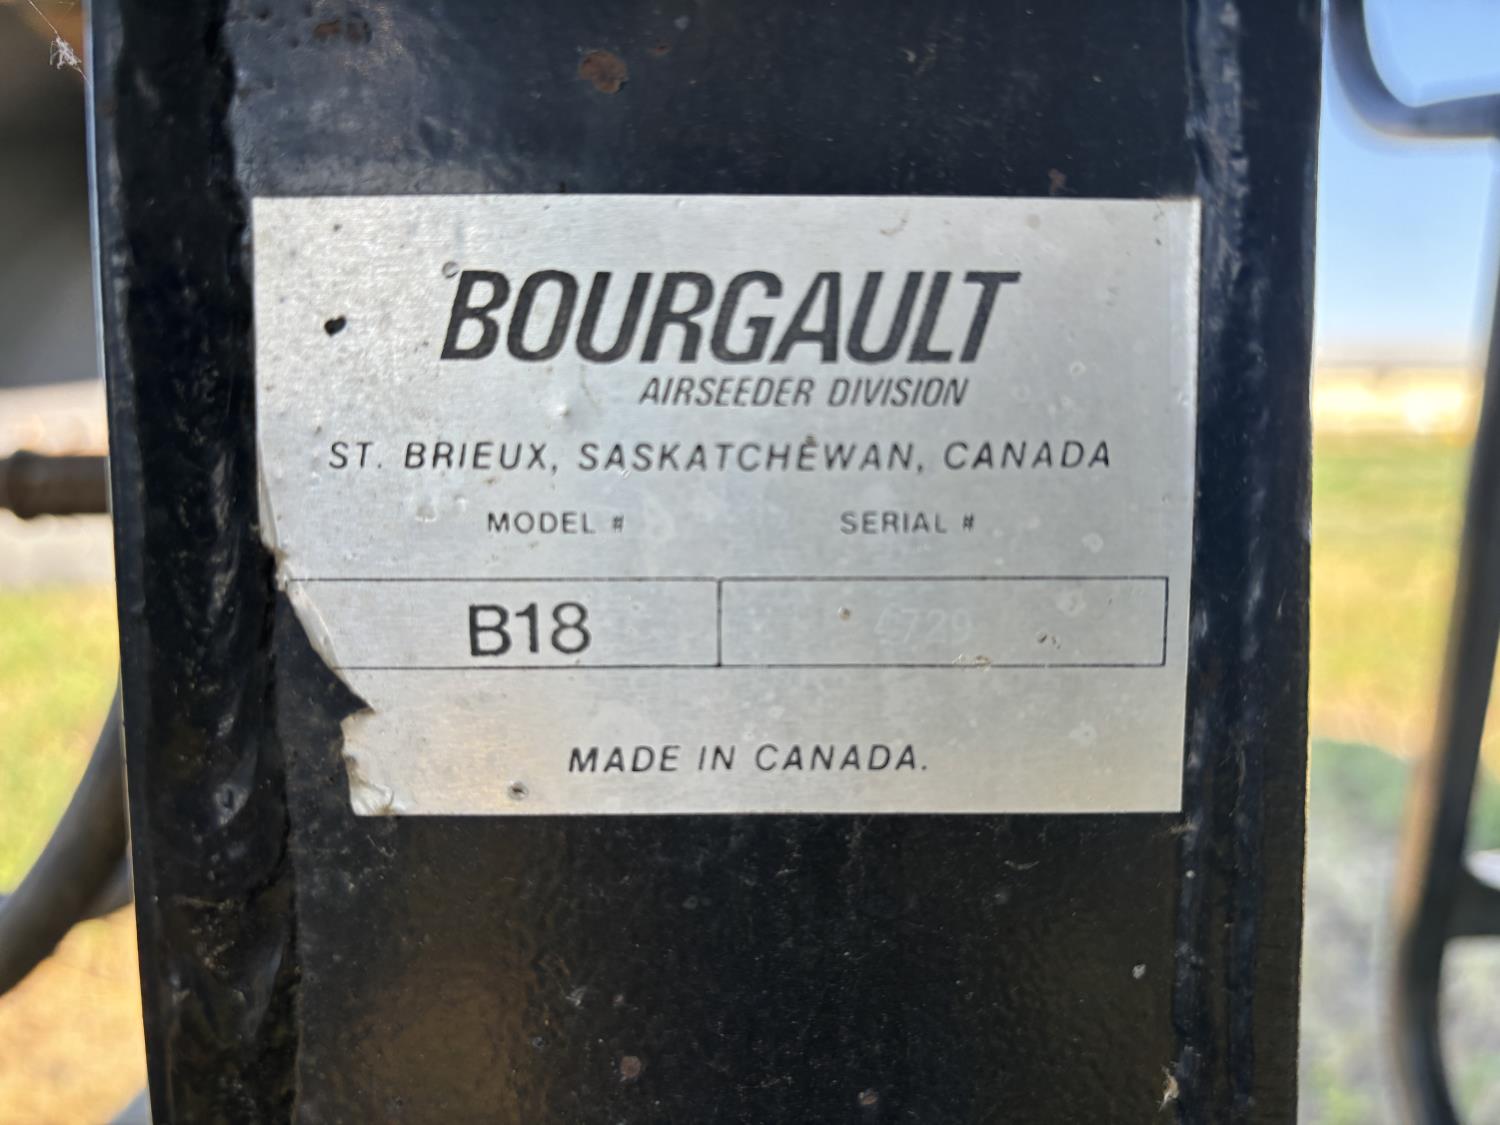 BOURGAULT
AIRSEEDER DIVISION
ST. BRIEUX, SASKATCHEWAN, CANADA
MODEL # SERIAL #
B18
MADE IN CANADA.